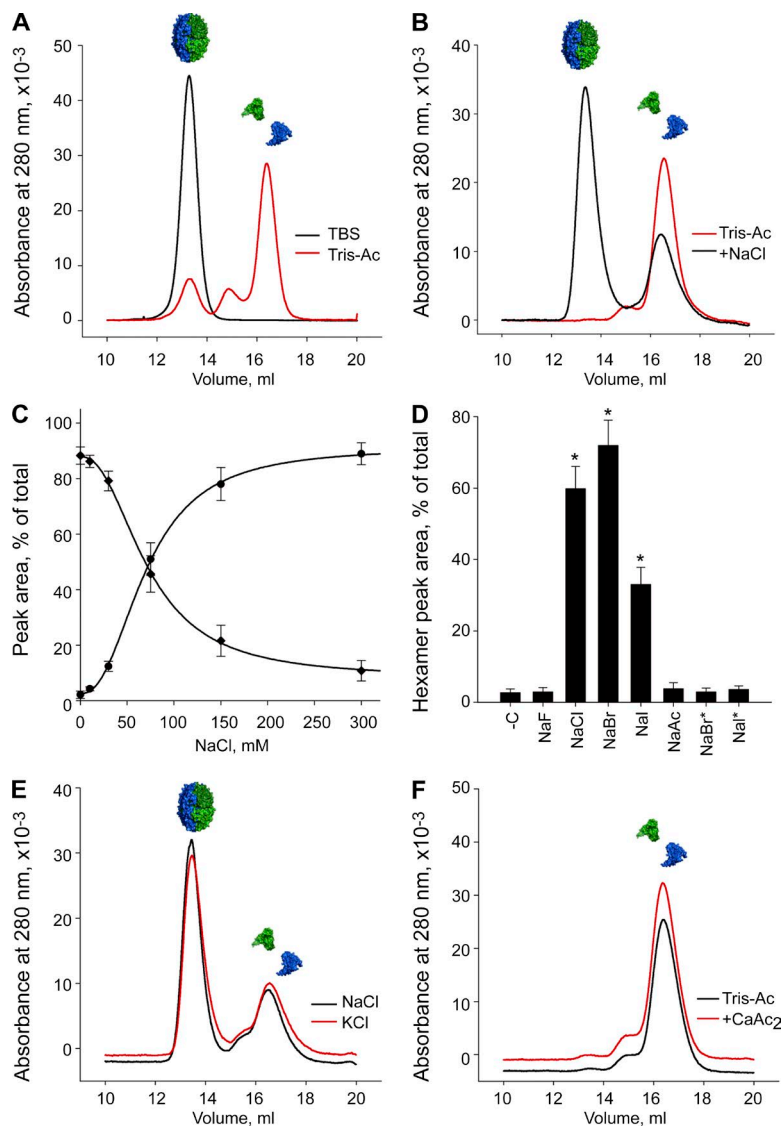 A
Absorbance at 280 nm, x10-3
50
40
30
20
10
0
TBS
Tris-Ac
10 12 14 16 18 20
Volume, ml
B
Absorbance at 280 nm, x10-3
40
30
20
10
0
Tris-Ac
+NaCl
10 12 14 16 18 20
Volume, ml
C
Peak area, % of total
100
80
60
40
20
0
0 50 100 150 200 250 300
NaCl, mM
D
Hexamer peak area, % of total
80
60
40
20
0
* * *
-C NaF NaCl NaBr NaI NaAc NaBr* NaI*
E
Absorbance at 280 nm, x10-3
40
30
20
10
0
NaCl
KCl
10 12 14 16 18 20
Volume, ml
F
Absorbance at 280 nm, x10-3
50
40
30
20
10
0
Tris-Ac
+CaAc2
10 12 14 16 18 20
Volume, ml